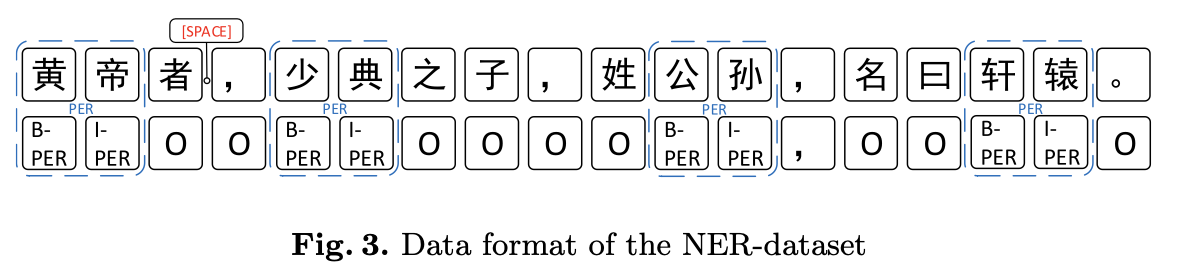 [SPACE]
黄 帝 者 ， 少 典 之 子 ， 姓 公 孙 ， 名 曰 轩 辕 。
PER PER PER PER
B-PER I-PER O O B-PER I-PER O O O O B-PER I-PER , O O B-PER I-PER O
Fig. 3. Data format of the NER-dataset